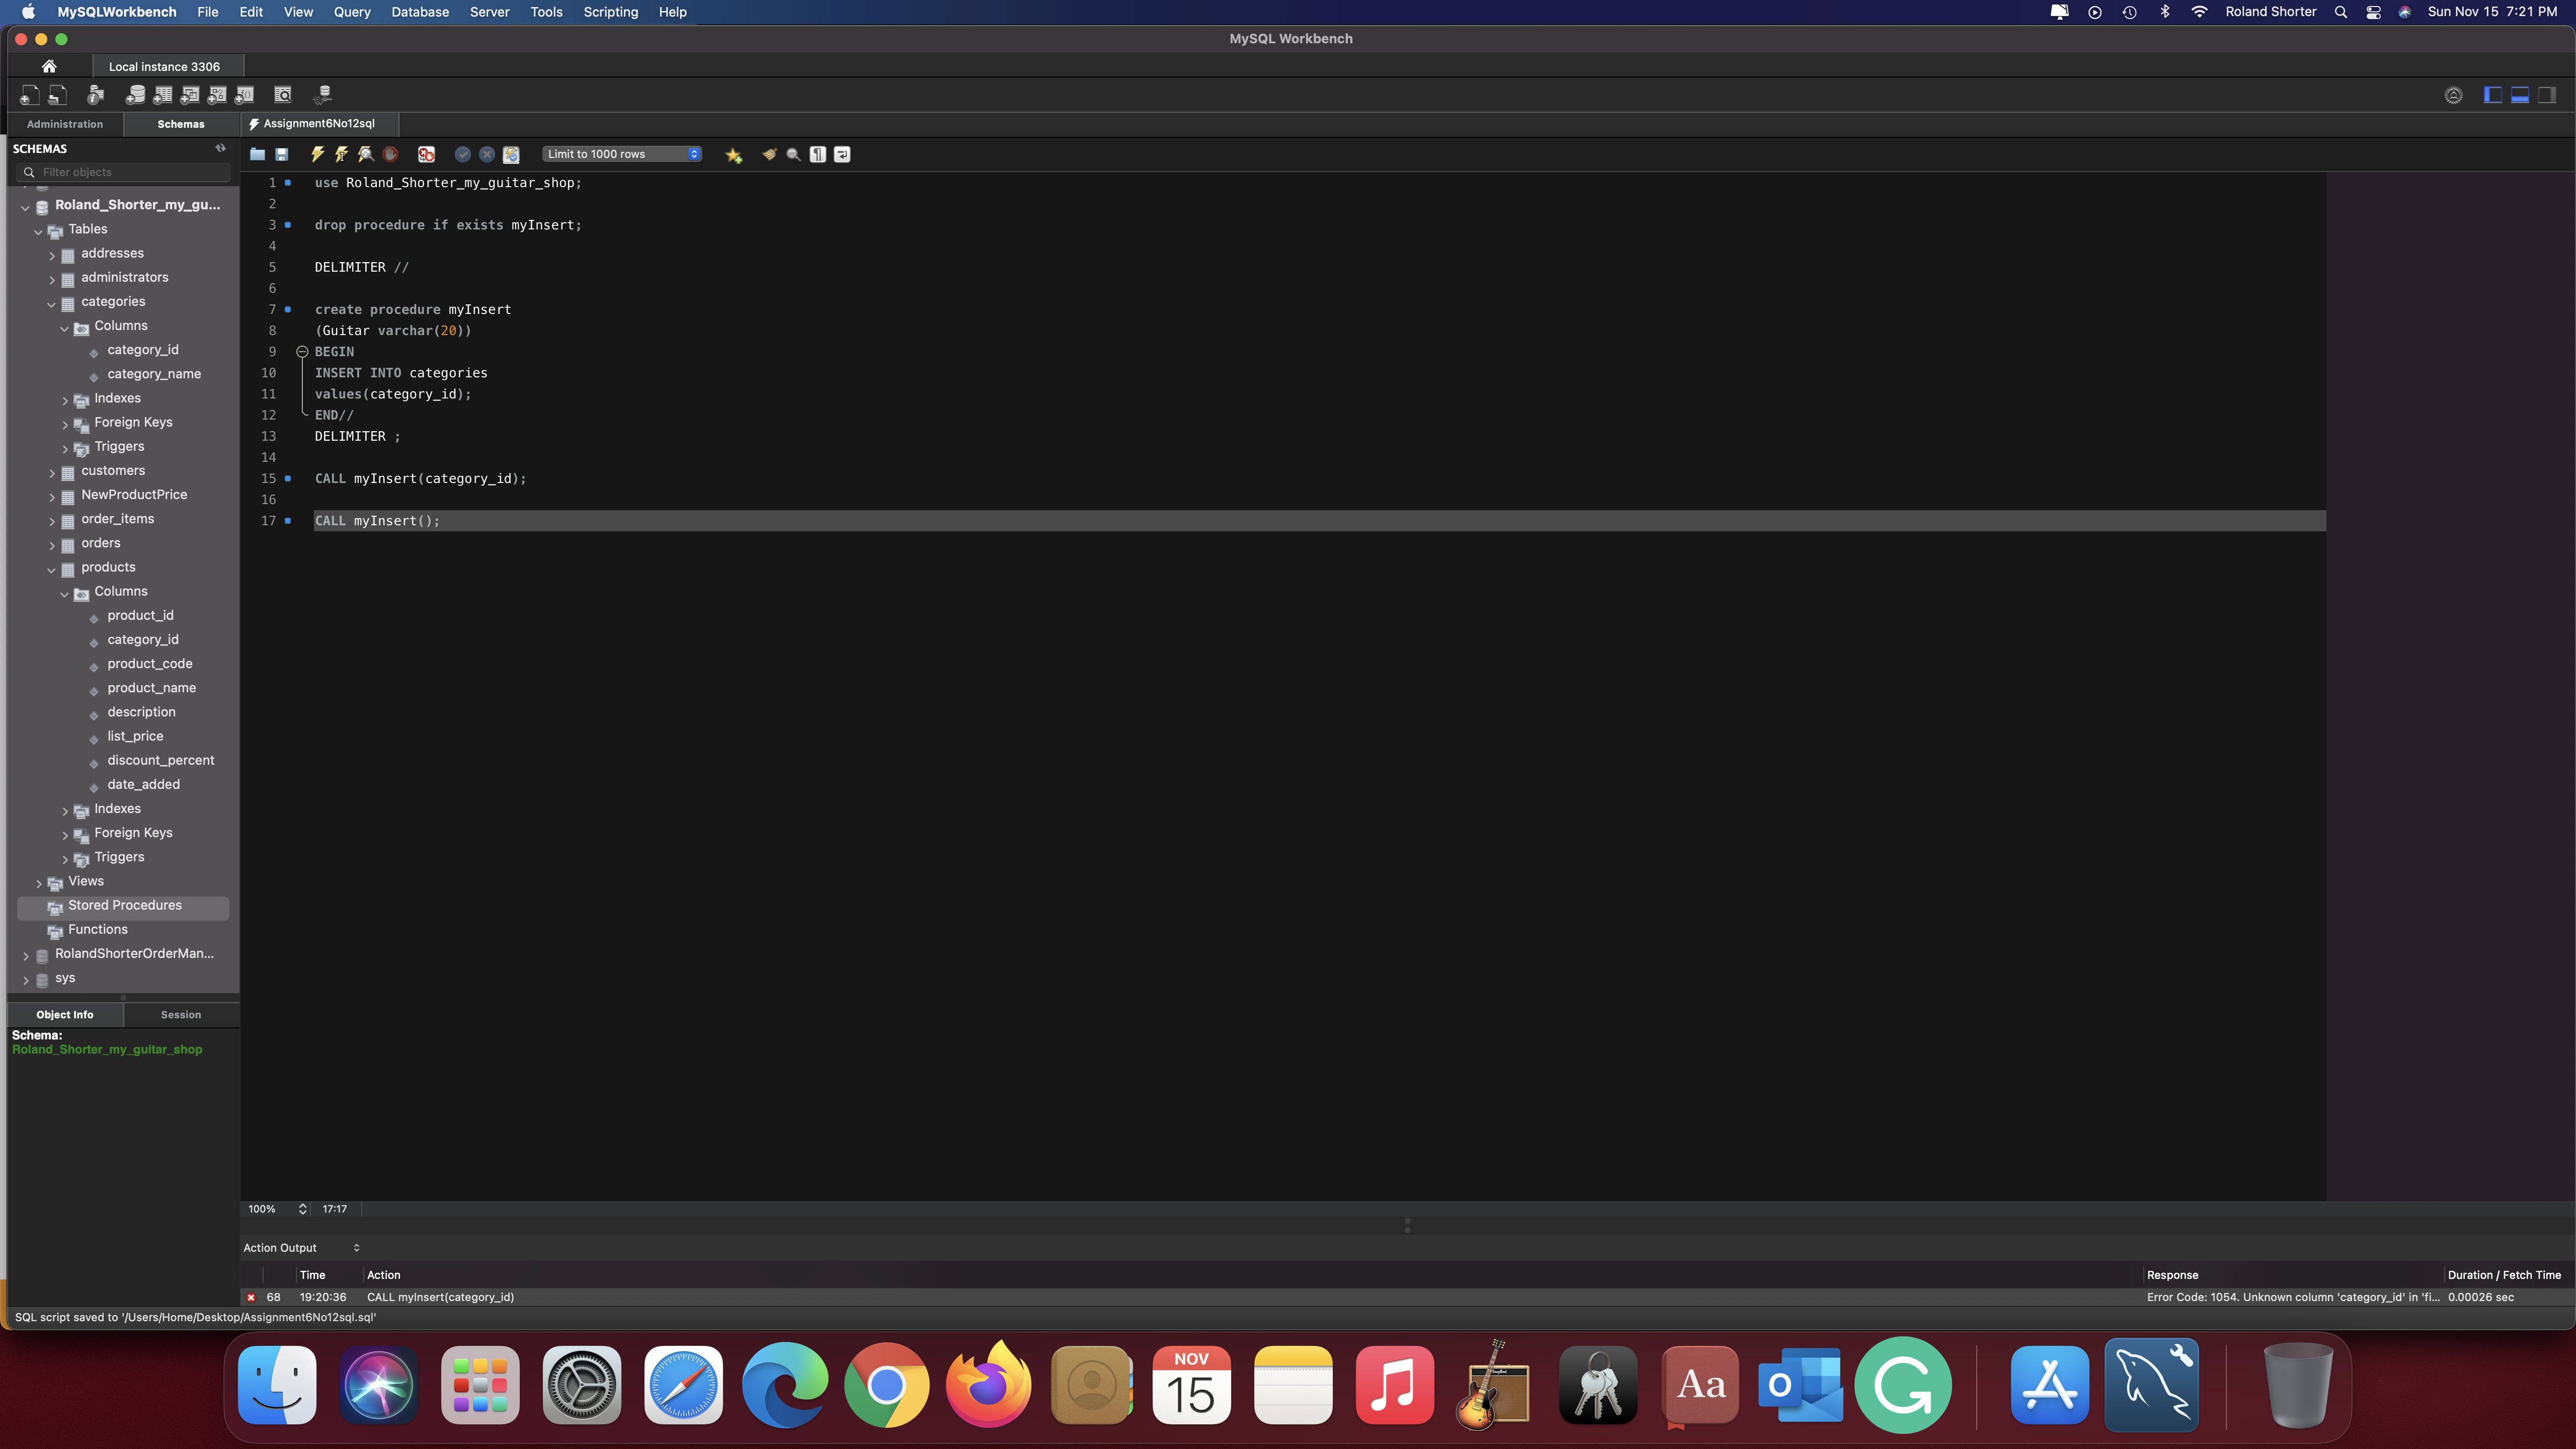 MySQLWorkbench File Edit View Query Database Server Tools Scripting Help Roland Shorter Sun Nov 15 7:21 PM
MySQL Workbench
Local instance 3306
Administration Schemas Assignment6No12sql
SCHEMAS
Limit to 1000 rows
Filter objects
Roland_Shorter_my_gu...
Tables
addresses
administrators
categories
Columns
category_id
category_name
Indexes
Foreign Keys
Triggers
customers
NewProductPrice
order_items
orders
products
Columns
product_id
category_id
product_code
product_name
description
list_price
discount_percent
date_added
Indexes
Foreign Keys
Triggers
Views
Stored Procedures
Functions
RolandShorterOrderMan...
sys
Object Info Session
Schema:
Roland_Shorter_my_guitar_shop
1 use Roland_Shorter_my_guitar_shop;
2
3 drop procedure if exists myInsert;
4
5 DELIMITER //
6
7 create procedure myInsert
8 (Guitar varchar(20))
9 BEGIN
10 INSERT INTO categories
11 values(category_id);
12 END//
13 DELIMITER ;
14
15 CALL myInsert(category_id);
16
17 CALL myInsert();
100% 17:17
Action Output
Time Action Response Duration / Fetch Time
68 19:20:36 CALL myInsert(category_id) Error Code: 1054. Unknown column 'category_id' in 'fi... 0.00026 sec
SQL script saved to '/Users/Home/Desktop/Assignment6No12sql.sql'
NOV
15
Aa
O
G